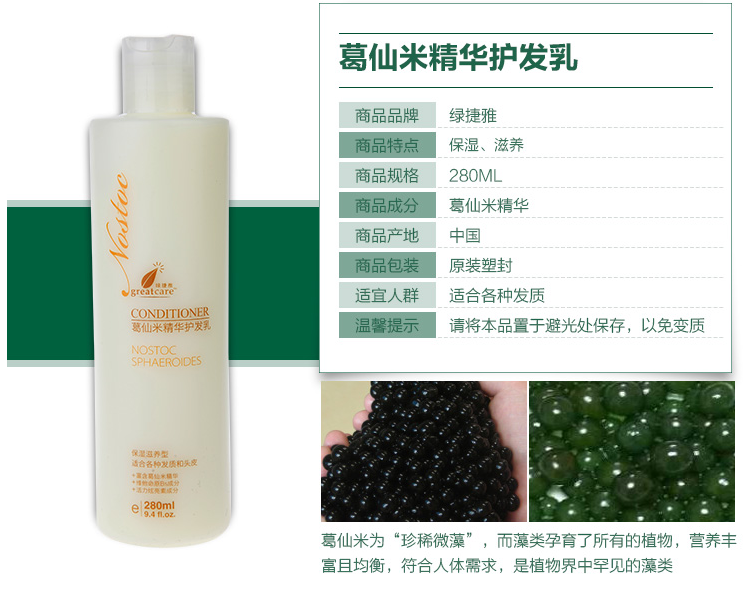 葛仙米精华护发乳
商品品牌 绿捷雅
商品特点 保湿、滋养
商品规格 280ML
商品成分 葛仙米精华
商品产地 中国
商品包装 原装塑封
适宜人群 适合各种发质
温馨提示 请将本品置于避光处保存，以免变质
Nostoc
绿捷雅
greatcare
CONDITIONER
葛仙米精华护发乳
NOSTOC
SPHAEROIDES
保湿滋养型
适合各种发质和头皮
e 280ml
9.4 fl.oz.
葛仙米为“珍稀微藻”，而藻类孕育了所有的植物，营养丰
富且均衡，符合人体需求，是植物界中罕见的藻类